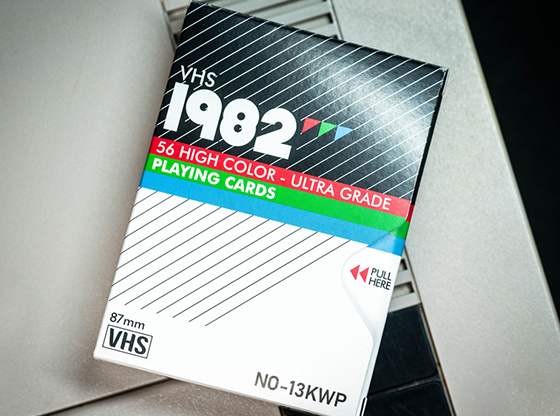 VHS
1982
56 HIGH COLOR - ULTRA GRADE
PLAYING CARDS
PULL
HERE
87mm
VHS
NO-13KWP